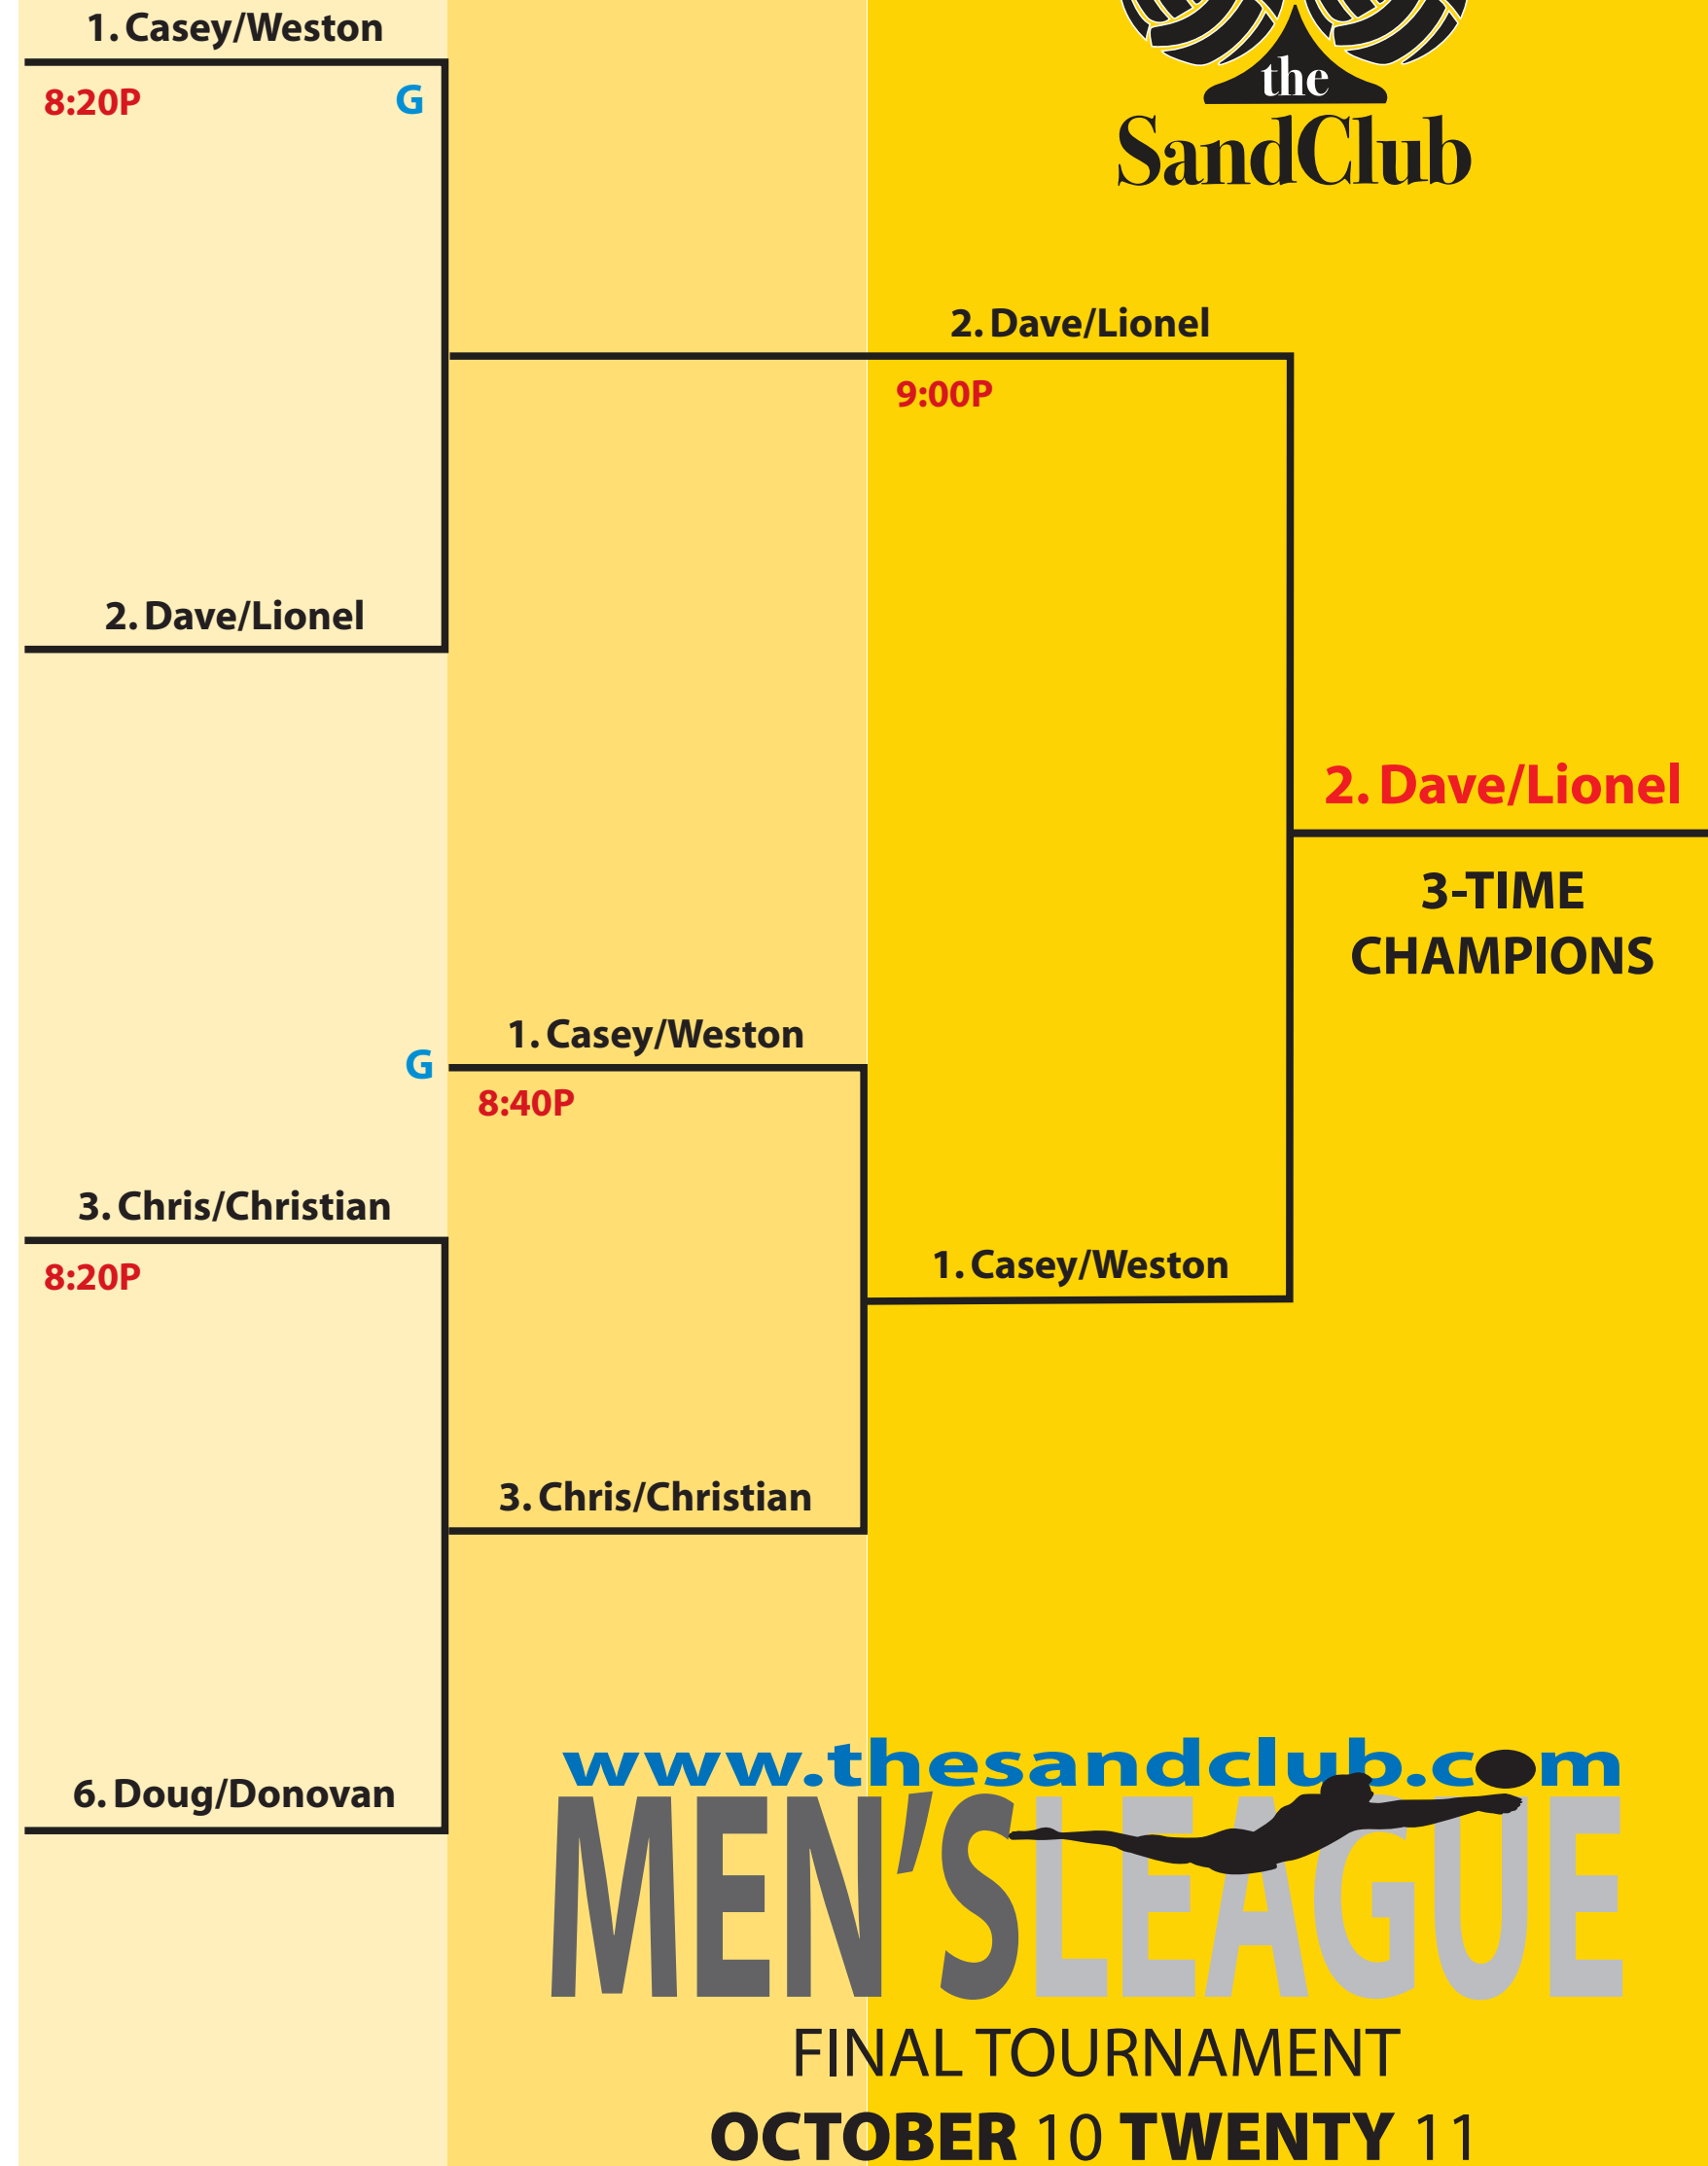 1. Casey/Weston
8:20P
G
the
SandClub
2. Dave/Lionel
9:00P
2. Dave/Lionel
2. Dave/Lionel
3-TIME
CHAMPIONS
1. Casey/Weston
G
8:40P
3. Chris/Christian
8:20P
1. Casey/Weston
3. Chris/Christian
6. Doug/Donovan
www.thesandclub.com
MEN'SLEAGUE
FINAL TOURNAMENT
OCTOBER 10 TWENTY 11